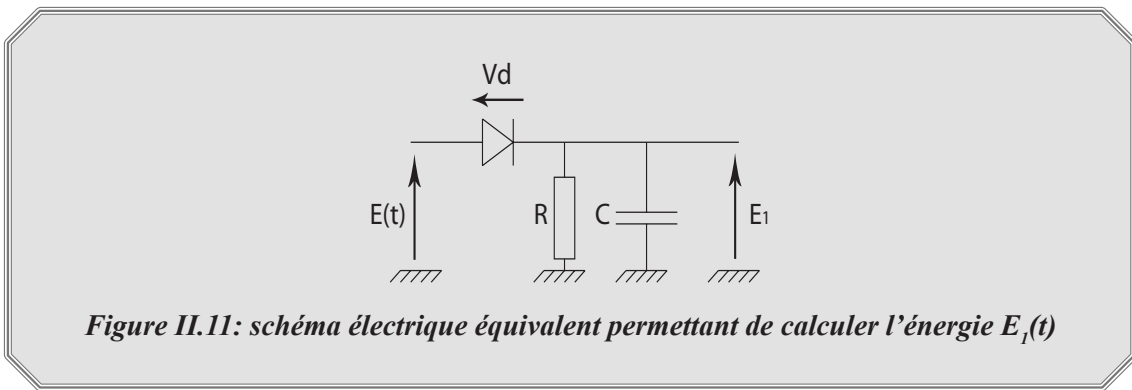 Vd
E(t)
R
C
E1
Figure II.11: schéma électrique équivalent permettant de calculer l'énergie E1(t)